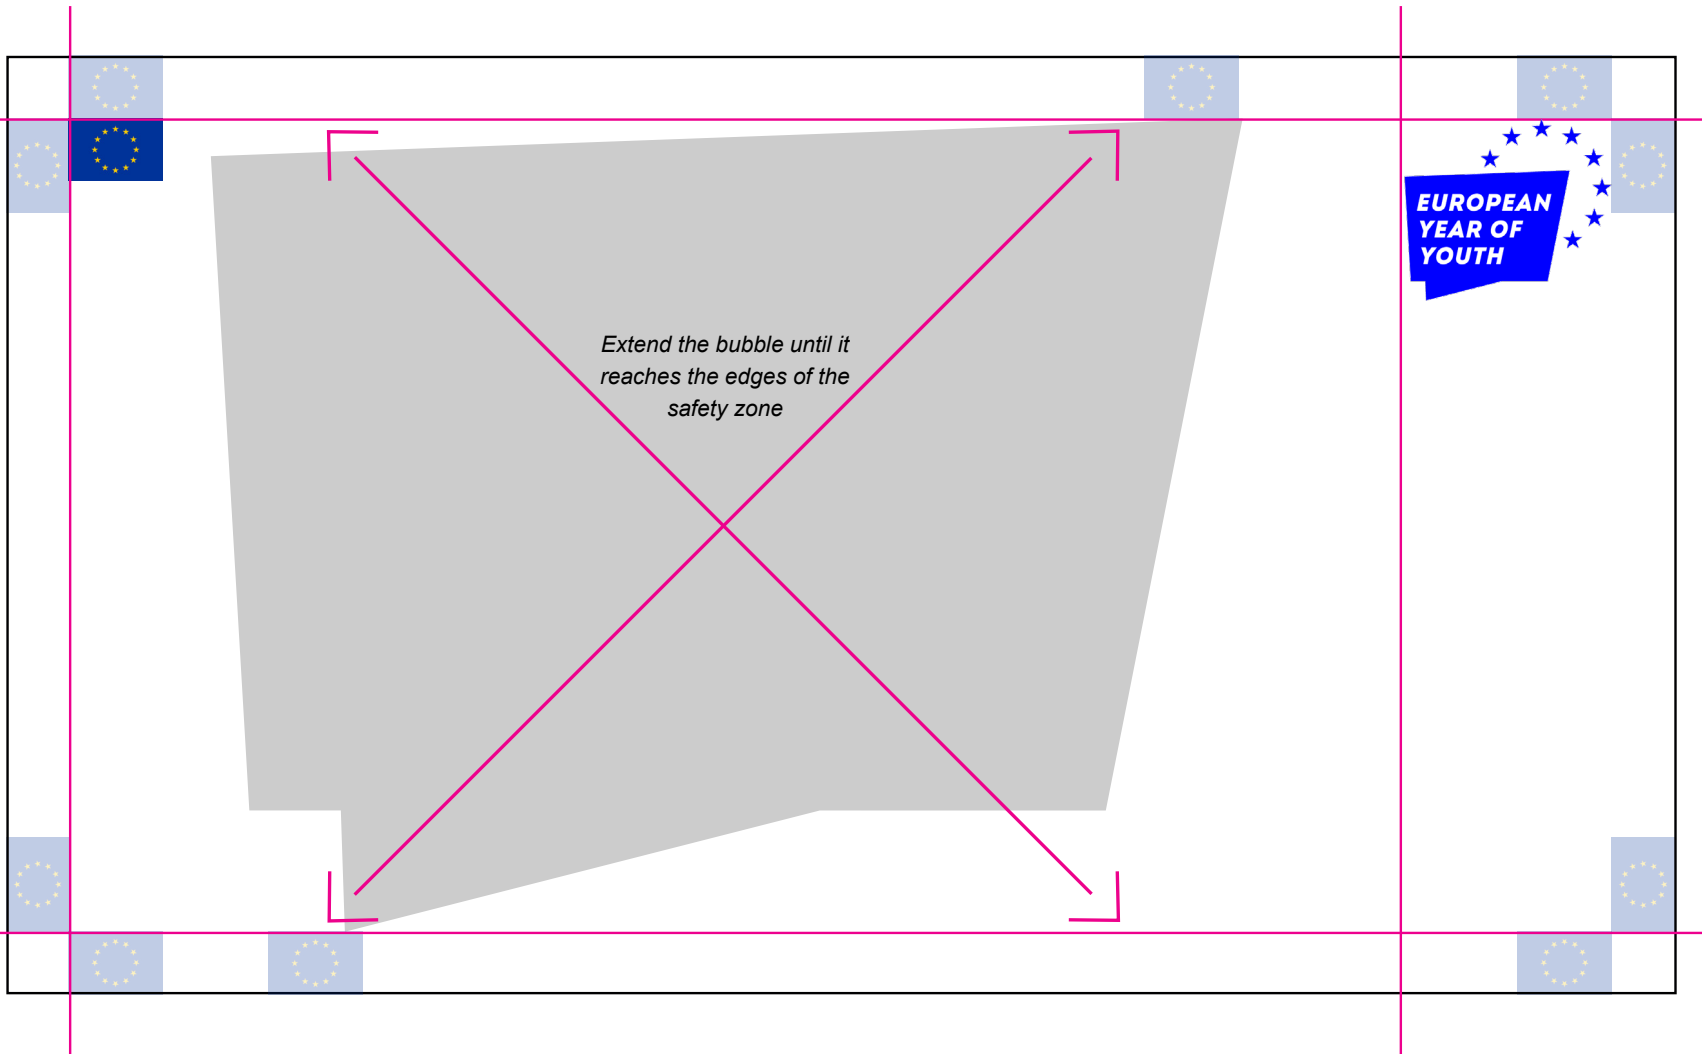 Extend the bubble until it
reaches the edges of the
safety zone
EUROPEAN
YEAR OF
YOUTH